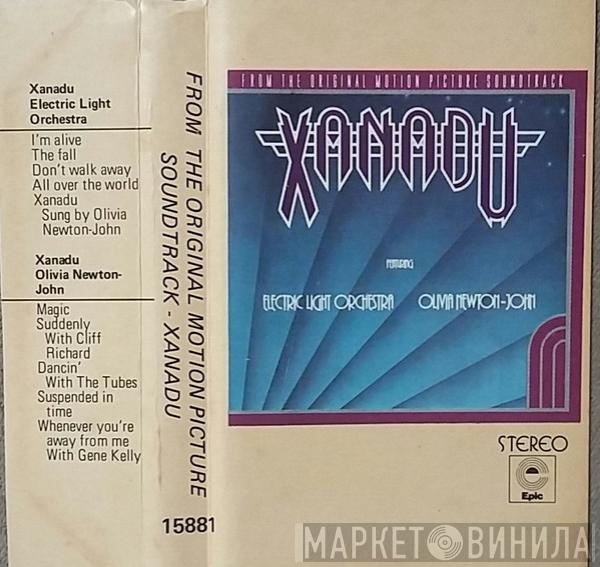 Xanadu
Electric Light
Orchestra
I'm alive
The fall
Don't walk away
All over the world
Xanadu
Sung by Olivia
Newton-John
Xanadu
Olivia Newton-
John
Magic
Suddenly
With Cliff
Richard
Dancin'
With The Tubes
Suspended in
time
Whenever you're
away from me
With Gene Kelly
FROM THE ORIGINAL MOTION PICTURE
SOUNDTRACK - XANADU
15881
FROM THE ORIGINAL MOTION PICTURE SOUNDTRACK
XANADU
FEATURING
ELECTRIC LIGHT ORCHESTRA OLIVIA NEWTON-JOHN
STEREO
Epic
МАРКЕТ ВИНИЛА